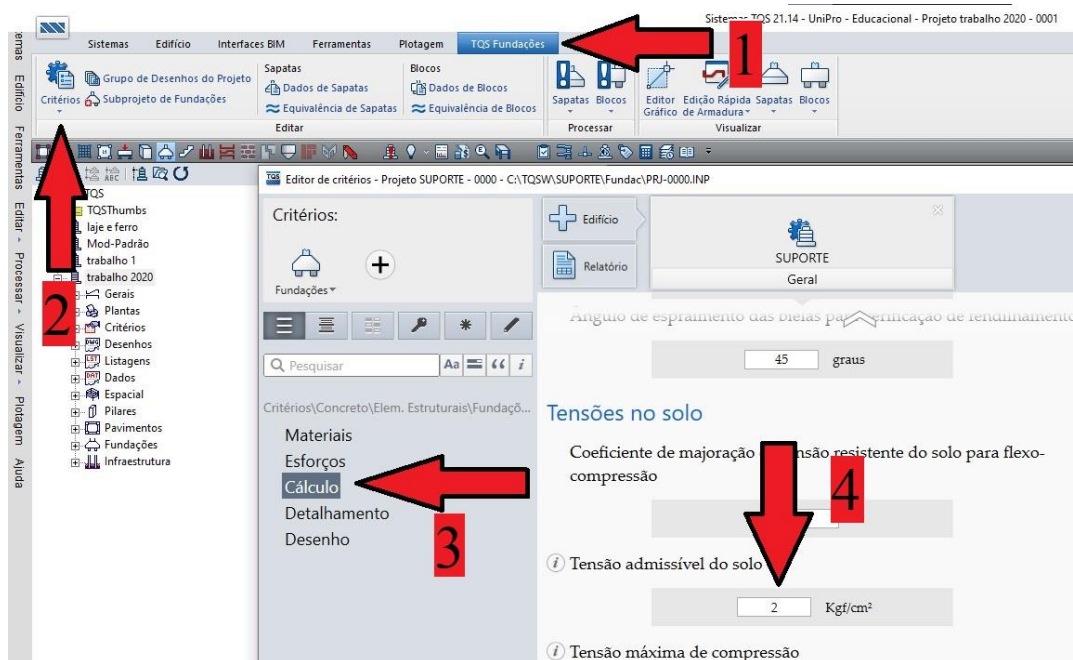 Sistemas TQS 21.14 - UniPro - Educacional - Projeto trabalho 2020 - 0001
Sistemas Edifício Interfaces BIM Ferramentas Plotagem TQS Fundações
1
Critérios
Grupo de Desenhos do Projeto
Subprojeto de Fundações
Sapatas
Dados de Sapatas
Equivalência de Sapatas
Blocos
Dados de Blocos
Equivalência de Blocos
Editar
Sapatas Blocos
Processar
Editor Gráfico
Edição Rápida de Armadura
Sapatas Blocos
Visualizar
Edifício
Ferramentas
Editar
Processar
Visualizar
Plotagem
Ajuda
TQS
TQSThumbs
laje e ferro
Mod-Padrão
trabalho 1
trabalho 2020
Gerais
Plantas
Critérios
Desenhos
Listagens
Dados
Espacial
Pilares
Pavimentos
Fundações
Infraestrutura
2
Editor de critérios - Projeto SUPORTE - 0000 - C:\TQSW\SUPORTE\Fundac\PRJ-0000.INP
Critérios:
Fundações
Pesquisar
Aa
Critérios\Concreto\Elem. Estruturais\Fundaçõ...
Materiais
Esforços
Cálculo
Detalhamento
Desenho
3
Edifício
Relatório
SUPORTE
Geral
Ângulo de espraimento das bielas para verificação de fendilhamento
45 graus
Tensões no solo
Coeficiente de majoração resistente do solo para flexo-
compressão
4
Tensão admissível do solo
2 Kgf/cm²
Tensão máxima de compressão